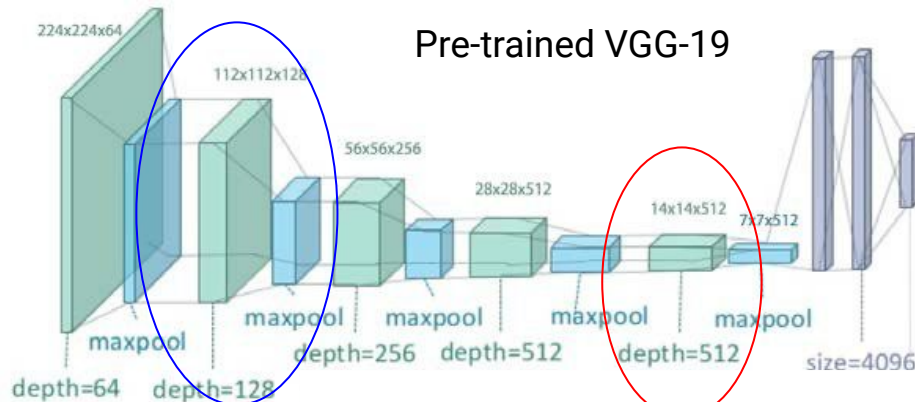 Pre-trained VGG-19
224x224x64
112x112x128
56x56x256
28x28x512
14x14x512
7x7x512
maxpool
maxpool
maxpool
maxpool
maxpool
depth=64
depth=128
depth=256
depth=512
depth=512
size=4096